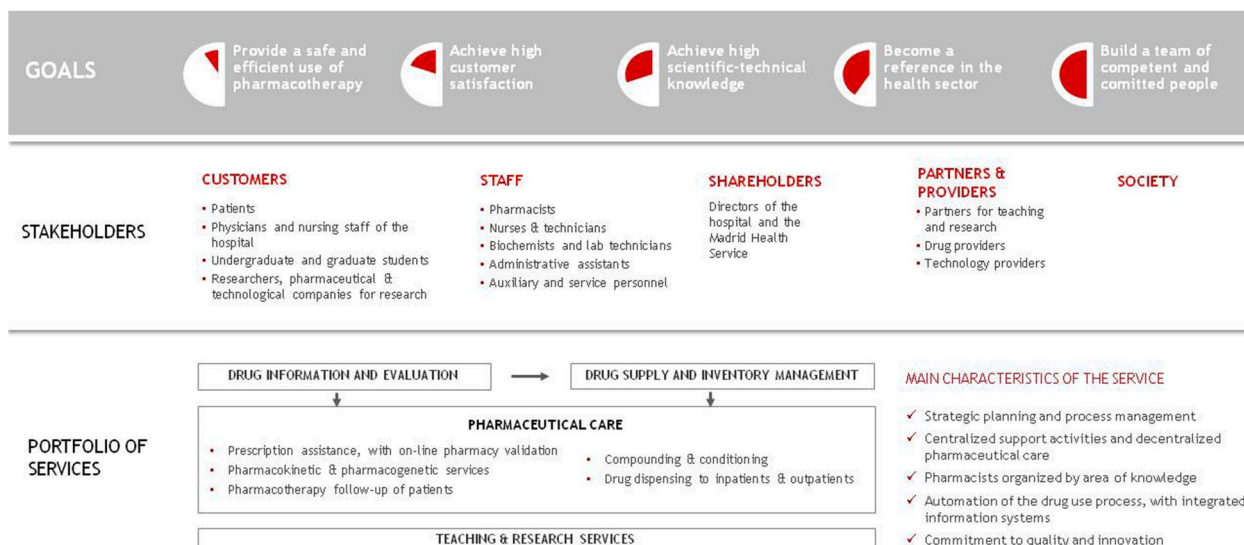 GOALS
Provide a safe and
efficient use of
pharmacotherapy
Achieve high
customer
satisfaction
Achieve high
scientific-technical
knowledge
Become a
reference in the
health sector
Build a team of
competent and
comitted people
STAKEHOLDERS
CUSTOMERS
▪ Patients
▪ Physicians and nursing staff of the
hospital
▪ Undergraduate and graduate students
▪ Researchers, pharmaceutical &
technological companies for research
STAFF
▪ Pharmacists
▪ Nurses & technicians
▪ Biochemists and lab technicians
▪ Administrative assistants
▪ Auxiliary and service personnel
SHAREHOLDERS
Directors of the
hospital and the
Madrid Health
Service
PARTNERS &
PROVIDERS
▪ Partners for teaching
and research
▪ Drug providers
▪ Technology providers
SOCIETY
PORTFOLIO OF
SERVICES
DRUG INFORMATION AND EVALUATION
DRUG SUPPLY AND INVENTORY MANAGEMENT
PHARMACEUTICAL CARE
• Prescription assistance, with on-line pharmacy validation
• Pharmacokinetic & pharmacogenetic services
• Pharmacotherapy follow-up of patients
• Compounding & conditioning
• Drug dispensing to inpatients & outpatients
TEACHING & RESEARCH SERVICES
MAIN CHARACTERISTICS OF THE SERVICE
✓ Strategic planning and process management
✓ Centralized support activities and decentralized
pharmaceutical care
✓ Pharmacists organized by area of knowledge
✓ Automation of the drug use process, with integrated
information systems
✓ Commitment to quality and innovation